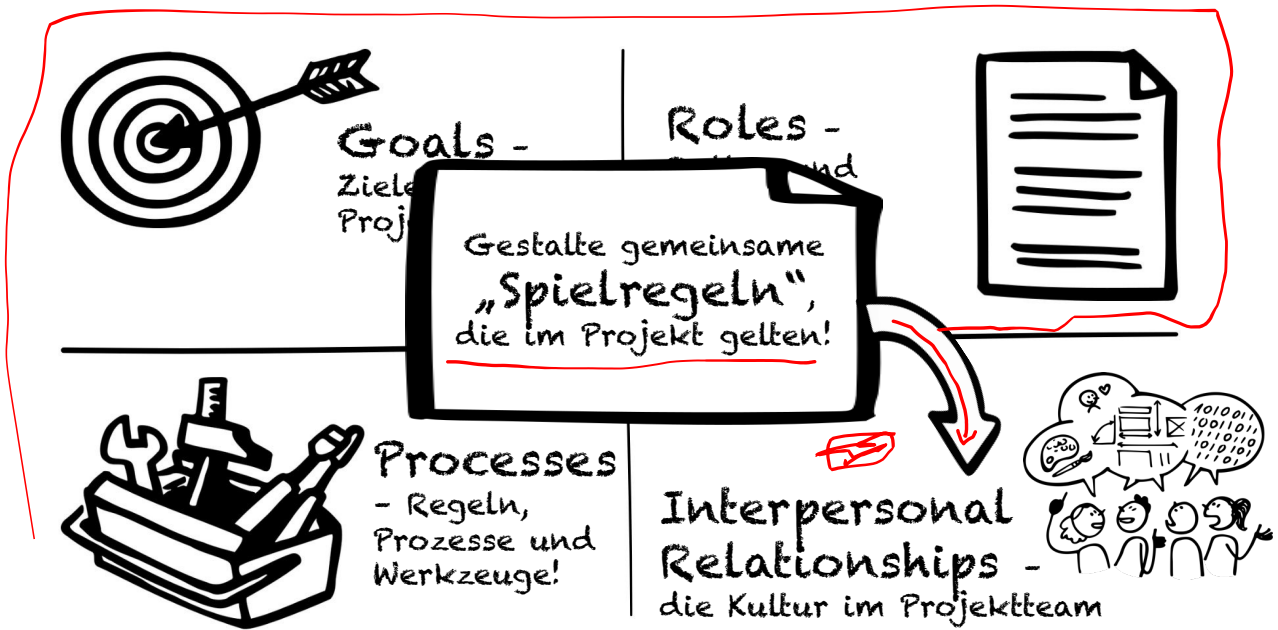 Goals -
Ziele
Roles -
und
Gestalte gemeinsame
„Spielregeln“,
die im Projekt gelten!
Processes
- Regeln,
Prozesse und
Werkzeuge!
Interpersonal
Relationships -
die Kultur im Projektteam